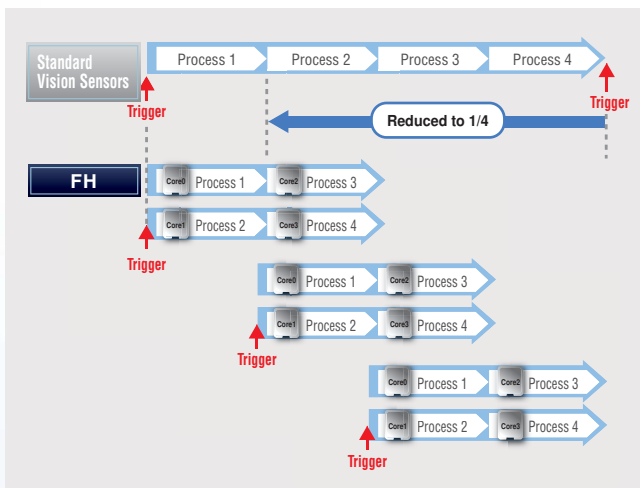 Standard
Vision Sensors
Process 1
Process 2
Process 3
Process 4
Trigger
Trigger
Reduced to 1/4
FH
Core0 Process 1
Core2 Process 3
Core1 Process 2
Core3 Process 4
Trigger
Core0 Process 1
Core2 Process 3
Core1 Process 2
Core3 Process 4
Trigger
Core0 Process 1
Core2 Process 3
Core1 Process 2
Core3 Process 4
Trigger